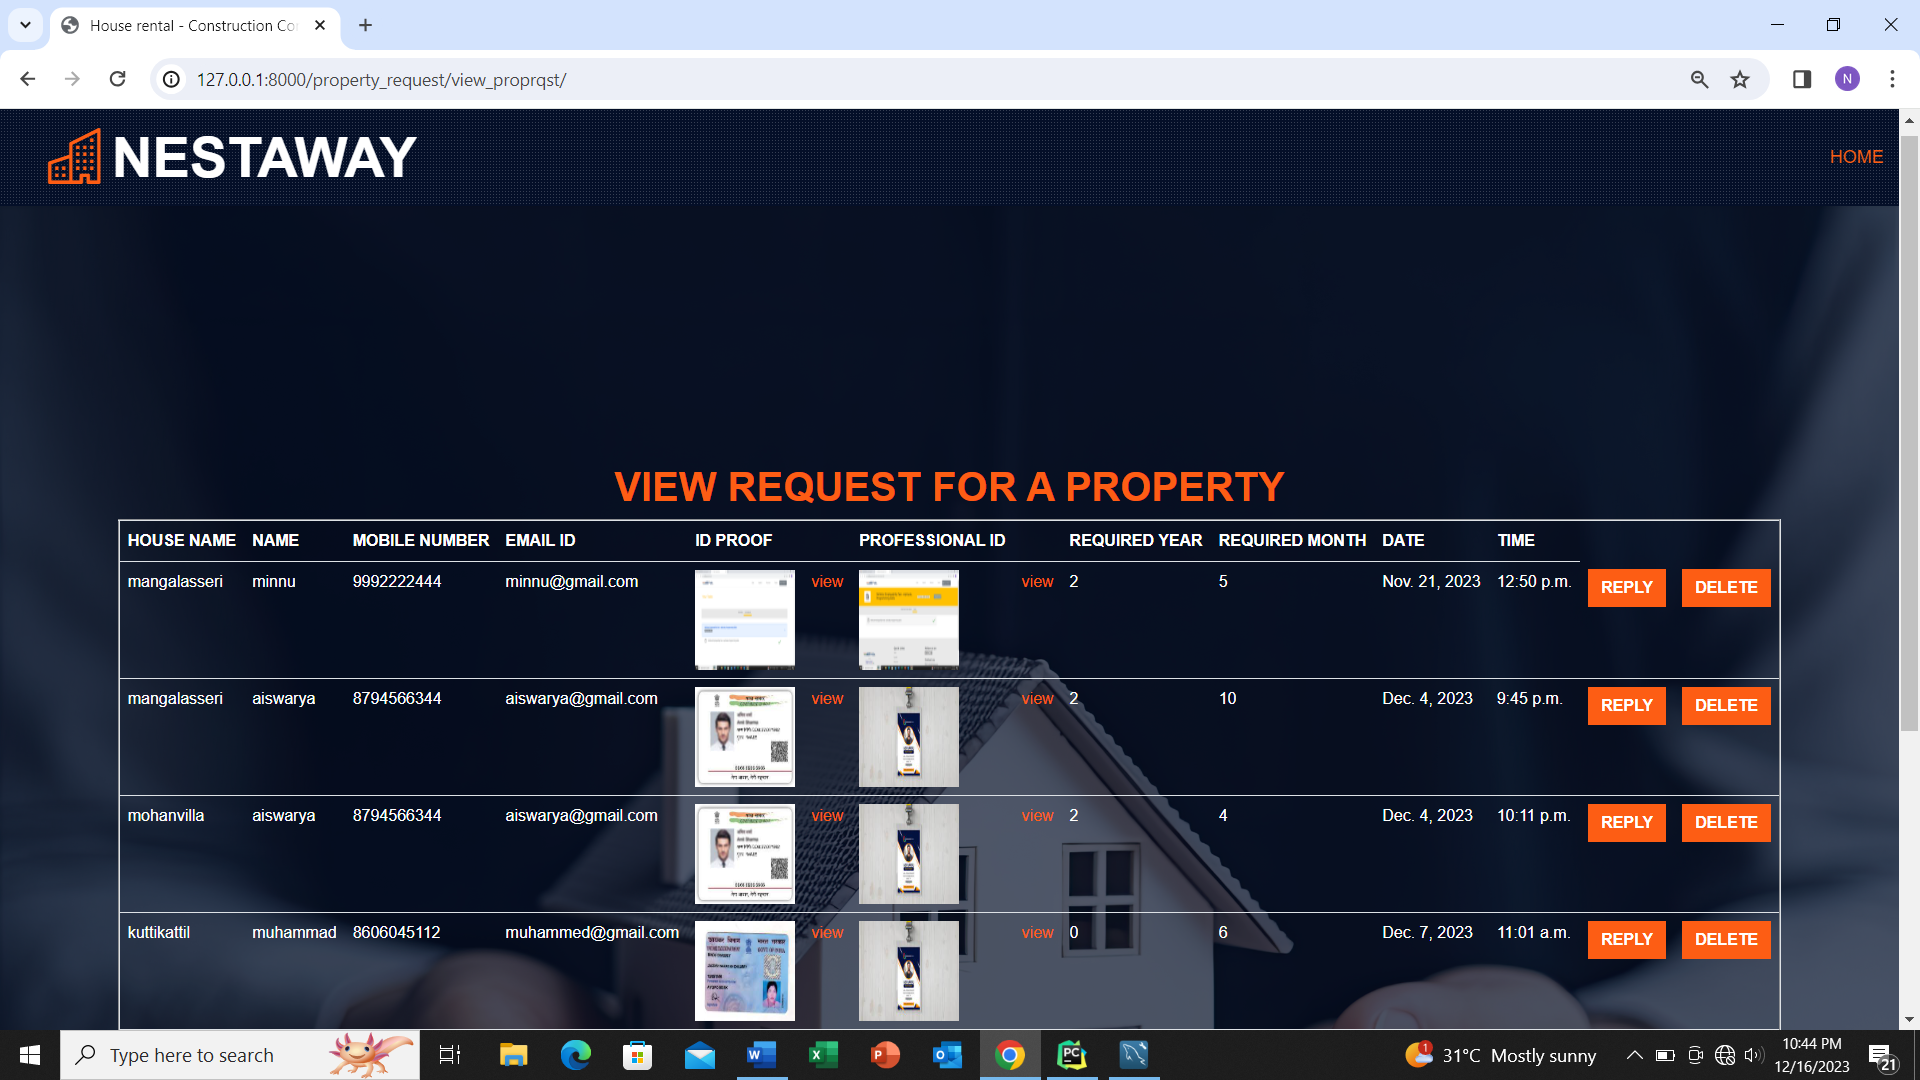 House rental - Construction Co
127.0.0.1:8000/property_request/view_proprqst/
N
NESTAWAY
HOME
VIEW REQUEST FOR A PROPERTY
HOUSE NAME NAME MOBILE NUMBER EMAIL ID ID PROOF PROFESSIONAL ID REQUIRED YEAR REQUIRED MONTH DATE TIME
mangalasseri minnu 9992222444 minnu@gmail.com view view 2 5 Nov. 21, 2023 12:50 p.m. REPLY DELETE
mangalasseri aiswarya 8794566344 aiswarya@gmail.com view view 2 10 Dec. 4, 2023 9:45 p.m. REPLY DELETE
mohanvilla aiswarya 8794566344 aiswarya@gmail.com view view 2 4 Dec. 4, 2023 10:11 p.m. REPLY DELETE
kuttikattil muhammad 8606045112 muhammed@gmail.com view view 0 6 Dec. 7, 2023 11:01 a.m. REPLY DELETE
Type here to search
W
X
P
O
PC
1
31°C Mostly sunny
10:44 PM
12/16/2023
21